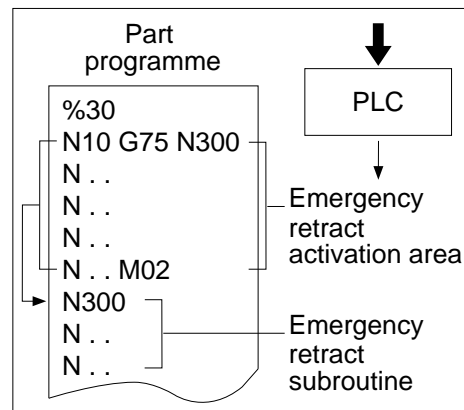 Part
programme
%30
N10 G75 N300
N . .
N . .
N . .
N . . M02
N300
N . .
N . .
PLC
Emergency
retract
activation area
Emergency
retract
subroutine